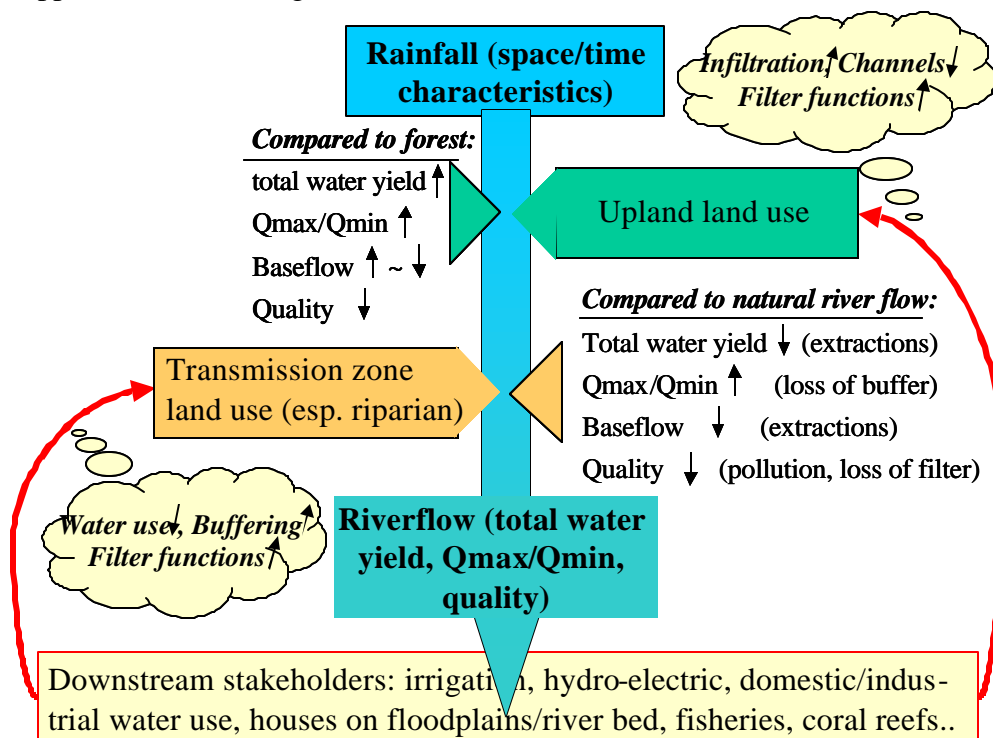 Rainfall (space/time
characteristics)
Infiltration,↑ Channels↓
Filter functions↑
Compared to forest:
total water yield ↑
Qmax/Qmin ↑
Baseflow ↑ ~ ↓
Quality ↓
Upland land use
Compared to natural river flow:
Total water yield ↓ (extractions)
Qmax/Qmin ↑ (loss of buffer)
Baseflow ↓ (extractions)
Quality ↓ (pollution, loss of filter)
Transmission zone
land use (esp. riparian)
Water use↓, Buffering↑
Filter functions↑
Riverflow (total water
yield, Qmax/Qmin,
quality)
Downstream stakeholders: irrigation, hydro-electric, domestic/indus-
trial water use, houses on floodplains/river bed, fisheries, coral reefs..